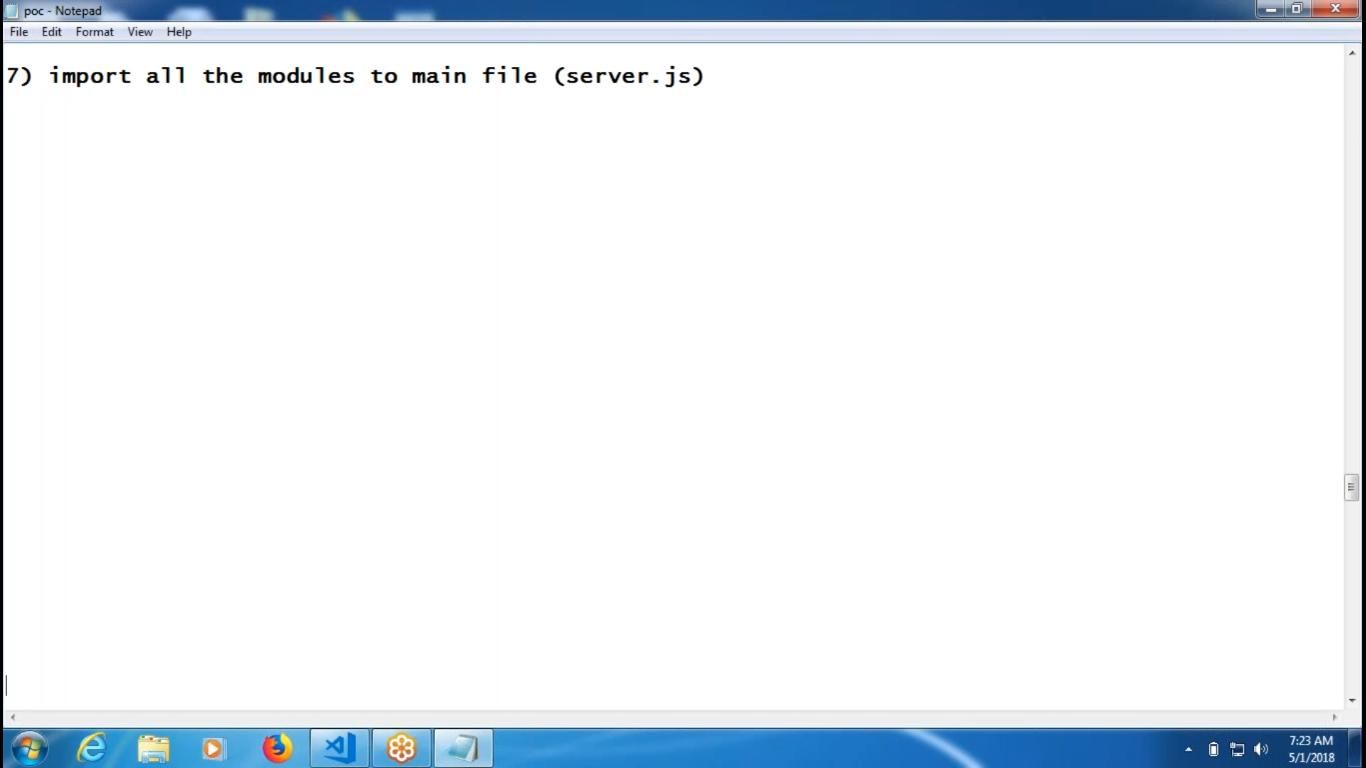 poc - Notepad
File Edit Format View Help
7) import all the modules to main file (server.js)
7:23 AM
5/1/2018